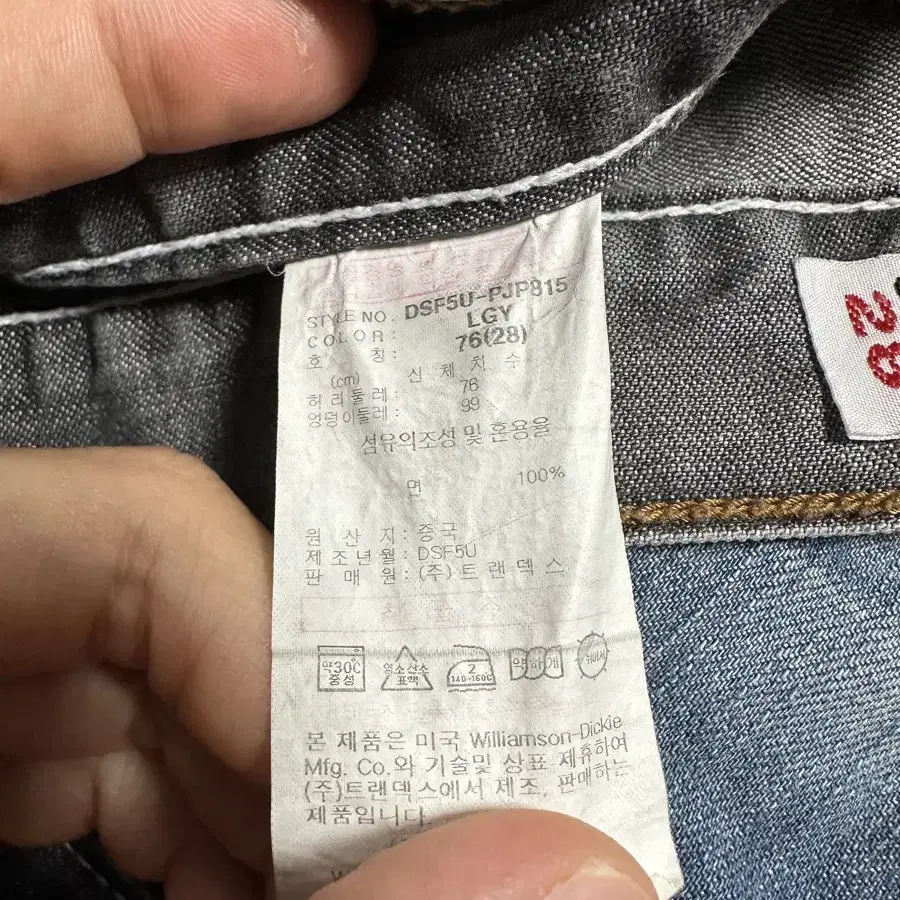 STYLE NO. DSF5U-PJP815
COLOR: LGY
호 칭: 76(28)
(cm) 신 체 치 수
허리둘레: 76
엉덩이둘레: 99
섬유의조성 및 혼용율
면 100%
원 산 지: 중국
제조년월: DSF5U
판 매 원: (주)트랜덱스
약30℃
중성
염소산소
표백
2
140~160℃
약하게
뉘어서
본 제품은 미국 Williamson-Dickie
Mfg. Co.와 기술및 상표 제휴하여
(주)트랜덱스에서 제조, 판매하는
제품입니다.
28